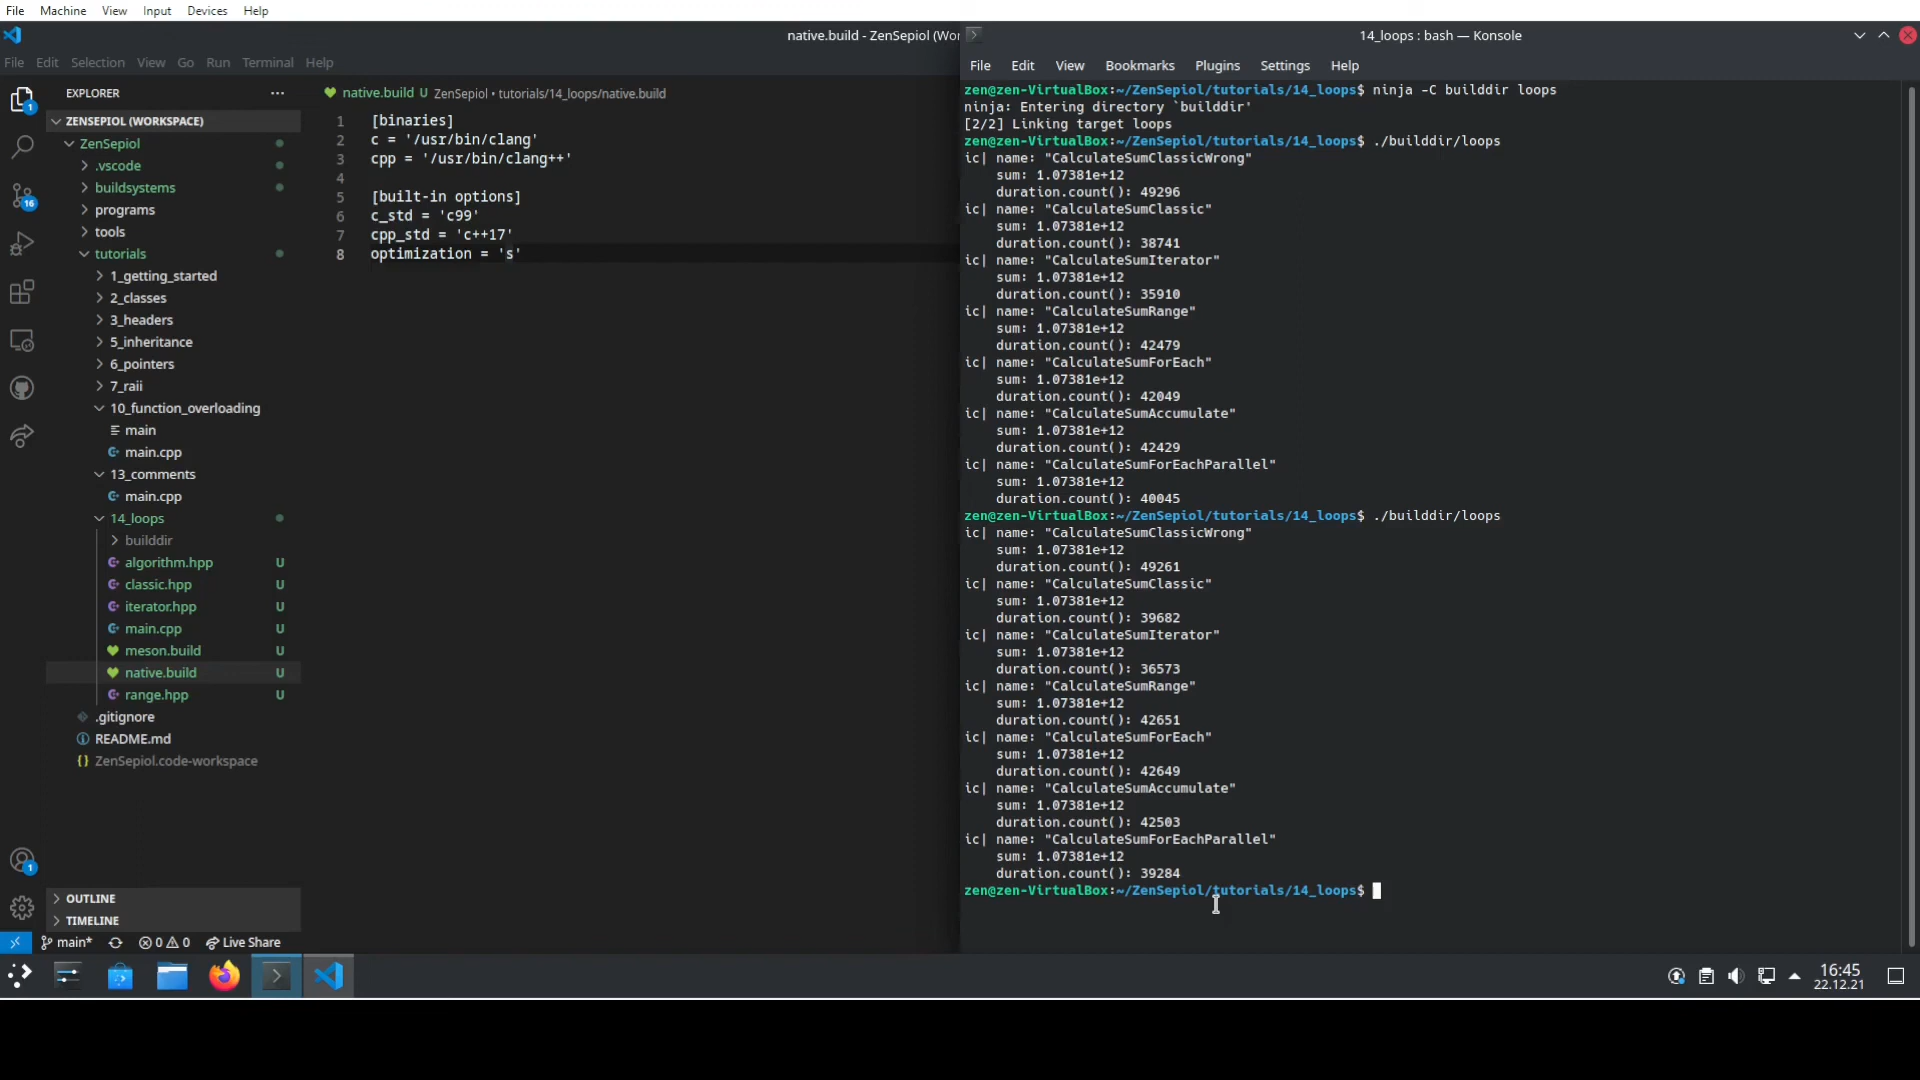 File Machine View Input Devices Help
native.build - ZenSepiol (Wo
File Edit Selection View Go Run Terminal Help
EXPLORER
ZENSEPIOL (WORKSPACE)
ZenSepiol
.vscode
buildsystems
programs
tools
tutorials
1_getting_started
2_classes
3_headers
5_inheritance
6_pointers
7_raii
10_function_overloading
main
main.cpp
13_comments
main.cpp
14_loops
builddir
algorithm.hpp U
classic.hpp U
iterator.hpp U
main.cpp U
meson.build U
native.build U
range.hpp U
.gitignore
README.md
ZenSepiol.code-workspace
OUTLINE
TIMELINE
1
16
1
main* 0 0 Live Share
native.build U ZenSepiol • tutorials/14_loops/native.build
1 [binaries]
2 c = '/usr/bin/clang'
3 cpp = '/usr/bin/clang++'
4
5 [built-in options]
6 c_std = 'c99'
7 cpp_std = 'c++17'
8 optimization = 's'
14_loops : bash — Konsole
File Edit View Bookmarks Plugins Settings Help
zen@zen-VirtualBox:~/ZenSepiol/tutorials/14_loops$ ninja -C builddir loops
ninja: Entering directory `builddir'
[2/2] Linking target loops
zen@zen-VirtualBox:~/ZenSepiol/tutorials/14_loops$ ./builddir/loops
ic| name: "CalculateSumClassicWrong"
sum: 1.07381e+12
duration.count(): 49296
ic| name: "CalculateSumClassic"
sum: 1.07381e+12
duration.count(): 38741
ic| name: "CalculateSumIterator"
sum: 1.07381e+12
duration.count(): 35910
ic| name: "CalculateSumRange"
sum: 1.07381e+12
duration.count(): 42479
ic| name: "CalculateSumForEach"
sum: 1.07381e+12
duration.count(): 42049
ic| name: "CalculateSumAccumulate"
sum: 1.07381e+12
duration.count(): 42429
ic| name: "CalculateSumForEachParallel"
sum: 1.07381e+12
duration.count(): 40045
zen@zen-VirtualBox:~/ZenSepiol/tutorials/14_loops$ ./builddir/loops
ic| name: "CalculateSumClassicWrong"
sum: 1.07381e+12
duration.count(): 49261
ic| name: "CalculateSumClassic"
sum: 1.07381e+12
duration.count(): 39682
ic| name: "CalculateSumIterator"
sum: 1.07381e+12
duration.count(): 36573
ic| name: "CalculateSumRange"
sum: 1.07381e+12
duration.count(): 42651
ic| name: "CalculateSumForEach"
sum: 1.07381e+12
duration.count(): 42649
ic| name: "CalculateSumAccumulate"
sum: 1.07381e+12
duration.count(): 42503
ic| name: "CalculateSumForEachParallel"
sum: 1.07381e+12
duration.count(): 39284
zen@zen-VirtualBox:~/ZenSepiol/tutorials/14_loops$
16:45
22.12.21